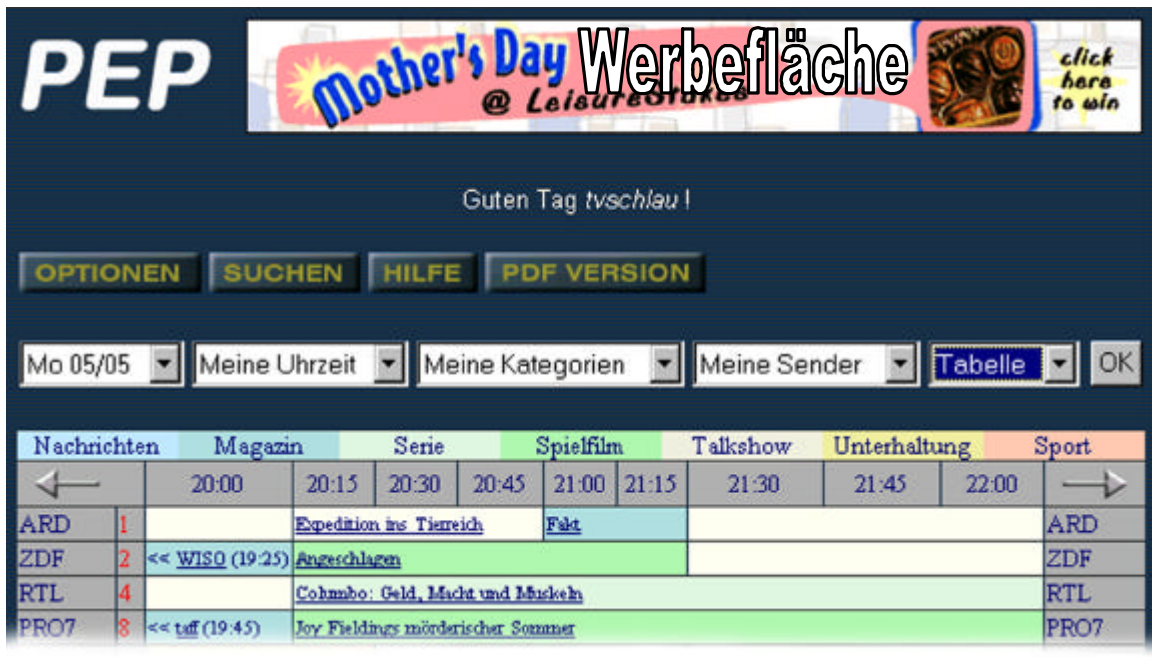 PEP
Mother's Day Werbefläche
@
click
here
to win
Guten Tag tvschlau !
OPTIONEN SUCHEN HILFE PDF VERSION
Mo 05/05 Meine Uhrzeit Meine Kategorien Meine Sender Tabelle OK
Nachrichten Magazin Serie Spielfilm Talkshow Unterhaltung Sport
20:00 20:15 20:30 20:45 21:00 21:15 21:30 21:45 22:00
ARD 1 Expedition ins Tierreich Fakt ARD
ZDF 2 << WISO (19:25) Angeschlagen ZDF
RTL 4 Columbo: Geld, Macht und Muskeln RTL
PRO7 8 << taff (19:45) Joy Fieldings mörderischer Sommer PRO7